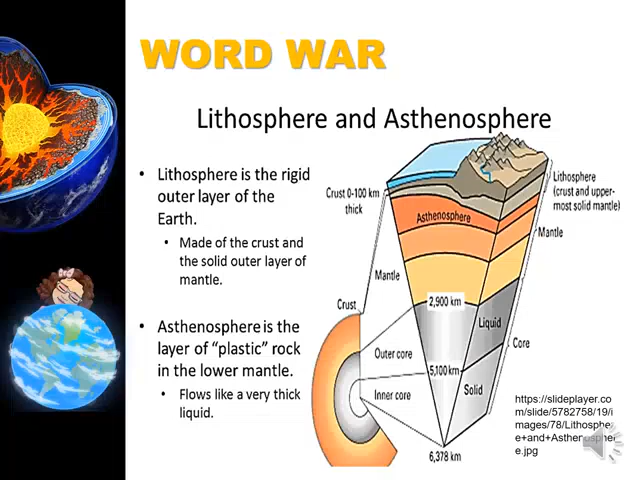 WORD WAR
Lithosphere and Asthenosphere
• Lithosphere is the rigid
outer layer of the
Earth.
• Made of the crust and
the solid outer layer of
mantle.
• Asthenosphere is the
layer of “plastic” rock
in the lower mantle.
• Flows like a very thick
liquid.
Crust 0-100 km
thick
Asthenosphere
Lithosphere
(crust and upper-
most solid mantle)
Mantle
Mantle
Crust
2,900 km
Liquid
Core
Outer core
5,100 km
Inner core
Solid
6,378 km
https://slideplayer.co
m/slide/5782758/19/i
mages/78/Lithospher
e+and+Asthenospher
e.jpg